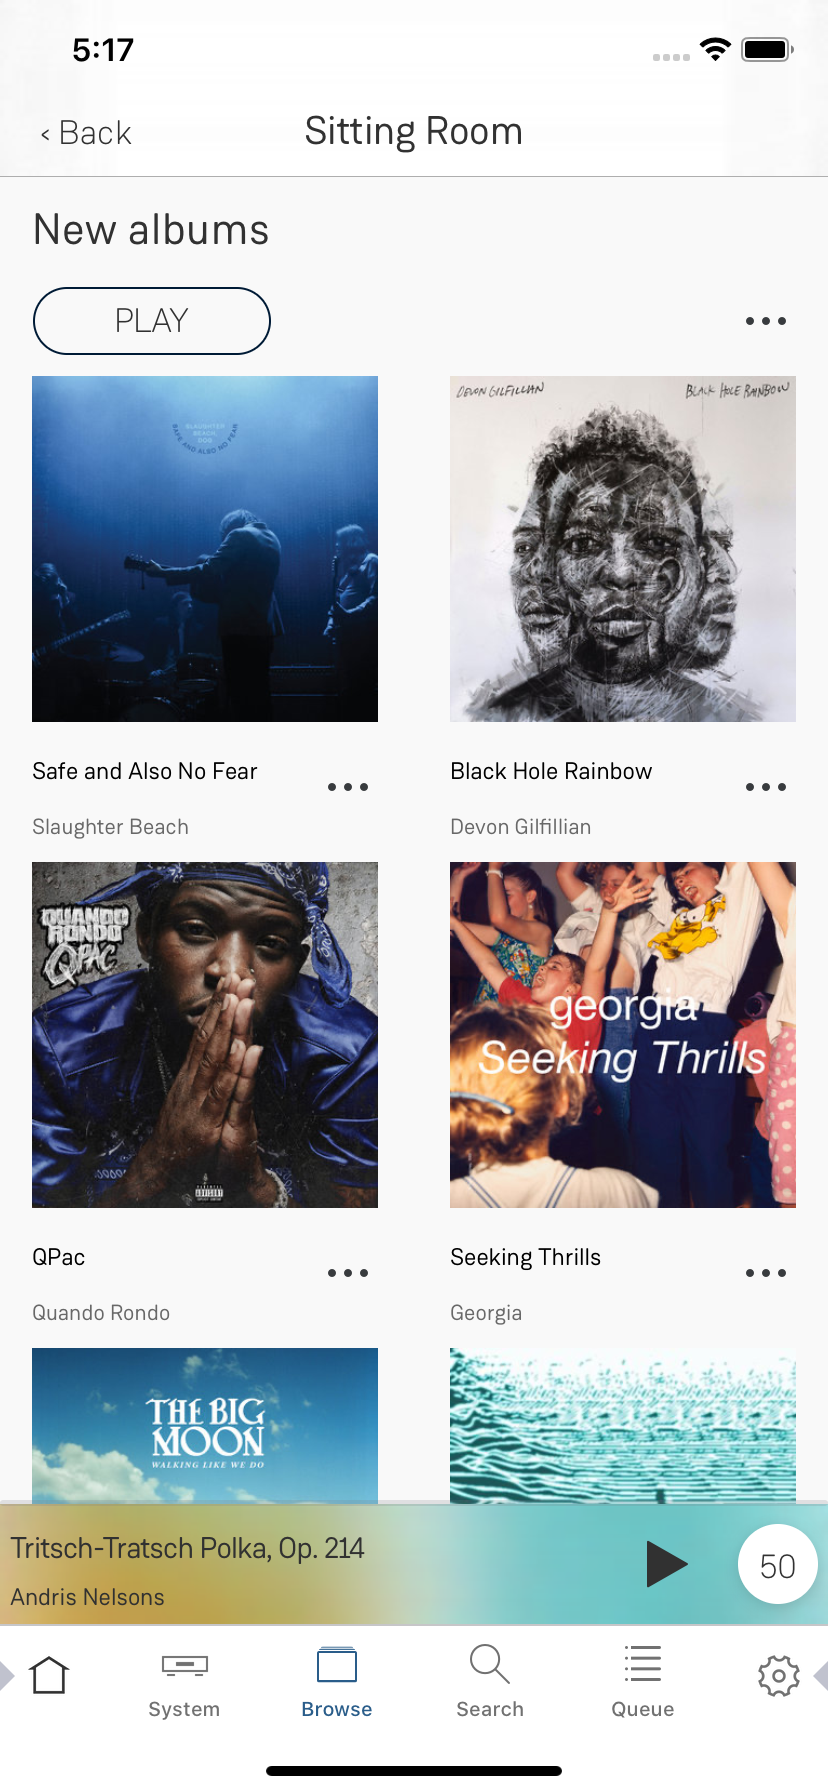 5:17
Back
Sitting Room
New albums
PLAY
SLAUGHTER
BEACH,
DOG
SAFE AND ALSO NO FEAR
DEVON GILFILLIAN
BLACK HOLE RAINBOW
Safe and Also No Fear
Slaughter Beach
Black Hole Rainbow
Devon Gilfillian
QUANDO
RONDO
QPAC
georgia
Seeking Thrills
QPac
Quando Rondo
Seeking Thrills
Georgia
THE BIG
MOON
WALKING LIKE WE DO
Tritsch-Tratsch Polka, Op. 214
Andris Nelsons
50
System
Browse
Search
Queue